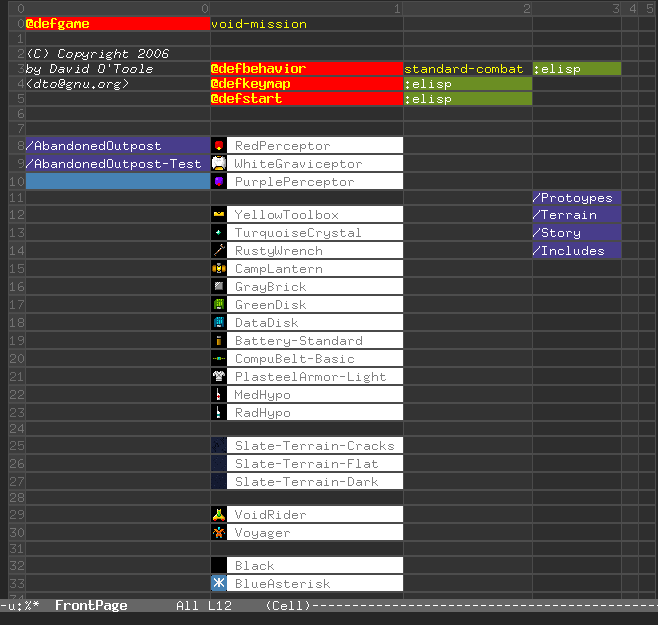 0 0 1 2 3 4 5
0 @defgame void-mission
1
2 (C) Copyright 2006
3 by David O'Toole @defbehavior standard-combat :elisp
4 (dto@gnu.org) @defkeymap :elisp
5 @defstart :elisp
6
7
8 /AbandonedOutpost RedPerceptor
9 /AbandonedOutpost-Test WhiteGraviceptor
10 PurplePerceptor
11 /Protoypes
12 YellowToolbox /Terrain
13 TurquoiseCrystal /Story
14 RustyWrench /Includes
15 CampLantern
16 GrayBrick
17 GreenDisk
18 DataDisk
19 Battery-Standard
20 CompuBelt-Basic
21 PlasteelArmor-Light
22 MedHypo
23 RadHypo
24
25 Slate-Terrain-Cracks
26 Slate-Terrain-Flat
27 Slate-Terrain-Dark
28
29 VoidRider
30 Voyager
31
32 Black
33 BlueAsterisk
-u:%* FrontPage All L12 (Cell)